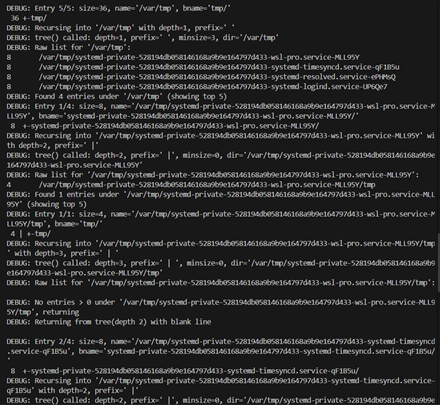 DEBUG: Entry 5/5: size=36, name='/var/tmp', bname='tmp/'
36 +-tmp/
DEBUG: Recursing into '/var/tmp' with depth=1, prefix=' '
DEBUG: tree() called: depth=1, prefix=' ', minsize=3, dir='/var/tmp'
DEBUG: Raw list for '/var/tmp':
8 /var/tmp/systemd-private-528194db058146168a9b9e164797d433-wsl-pro.service-MLL95Y
8 /var/tmp/systemd-private-528194db058146168a9b9e164797d433-systemd-timesyncd.service-qF1B5u
8 /var/tmp/systemd-private-528194db058146168a9b9e164797d433-systemd-resolved.service-ePHMsQ
8 /var/tmp/systemd-private-528194db058146168a9b9e164797d433-systemd-logind.service-UP6Qe7
DEBUG: Found 4 entries under '/var/tmp' (showing top 5)
DEBUG: Entry 1/4: size=8, name='/var/tmp/systemd-private-528194db058146168a9b9e164797d433-wsl-pro.service-M
LL95Y', bname='systemd-private-528194db058146168a9b9e164797d433-wsl-pro.service-MLL95Y/'
8 +-systemd-private-528194db058146168a9b9e164797d433-wsl-pro.service-MLL95Y/
DEBUG: Recursing into '/var/tmp/systemd-private-528194db058146168a9b9e164797d433-wsl-pro.service-MLL95Y' wi
th depth=2, prefix=' |'
DEBUG: tree() called: depth=2, prefix=' |', minsize=0, dir='/var/tmp/systemd-private-528194db058146168a9b9e
164797d433-wsl-pro.service-MLL95Y'
DEBUG: Raw list for '/var/tmp/systemd-private-528194db058146168a9b9e164797d433-wsl-pro.service-MLL95Y':
4 /var/tmp/systemd-private-528194db058146168a9b9e164797d433-wsl-pro.service-MLL95Y/tmp
DEBUG: Found 1 entries under '/var/tmp/systemd-private-528194db058146168a9b9e164797d433-wsl-pro.service-MLL
95Y' (showing top 5)
DEBUG: Entry 1/1: size=4, name='/var/tmp/systemd-private-528194db058146168a9b9e164797d433-wsl-pro.service-M
LL95Y/tmp', bname='tmp/'
4 | +-tmp/
DEBUG: Recursing into '/var/tmp/systemd-private-528194db058146168a9b9e164797d433-wsl-pro.service-MLL95Y/tmp
' with depth=3, prefix=' | '
DEBUG: tree() called: depth=3, prefix=' | ', minsize=0, dir='/var/tmp/systemd-private-528194db058146168a9b9
e164797d433-wsl-pro.service-MLL95Y/tmp'
DEBUG: Raw list for '/var/tmp/systemd-private-528194db058146168a9b9e164797d433-wsl-pro.service-MLL95Y/tmp':
DEBUG: No entries > 0 under '/var/tmp/systemd-private-528194db058146168a9b9e164797d433-wsl-pro.service-MLL9
5Y/tmp', returning
DEBUG: Returning from tree(depth 2) with blank line
DEBUG: Entry 2/4: size=8, name='/var/tmp/systemd-private-528194db058146168a9b9e164797d433-systemd-timesyncd
.service-qF1B5u', bname='systemd-private-528194db058146168a9b9e164797d433-systemd-timesyncd.service-qF1B5u/
'
8 +-systemd-private-528194db058146168a9b9e164797d433-systemd-timesyncd.service-qF1B5u/
DEBUG: Recursing into '/var/tmp/systemd-private-528194db058146168a9b9e164797d433-systemd-timesyncd.service-
qF1B5u' with depth=2, prefix=' |'
DEBUG: tree() called: depth=2, prefix=' |', minsize=0, dir='/var/tmp/systemd-private-528194db058146168a9b9e